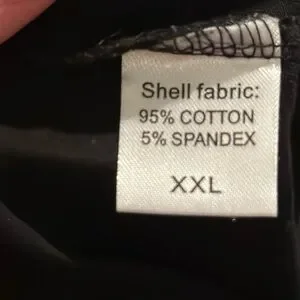 Shell fabric:
95% COTTON
5% SPANDEX
XXL